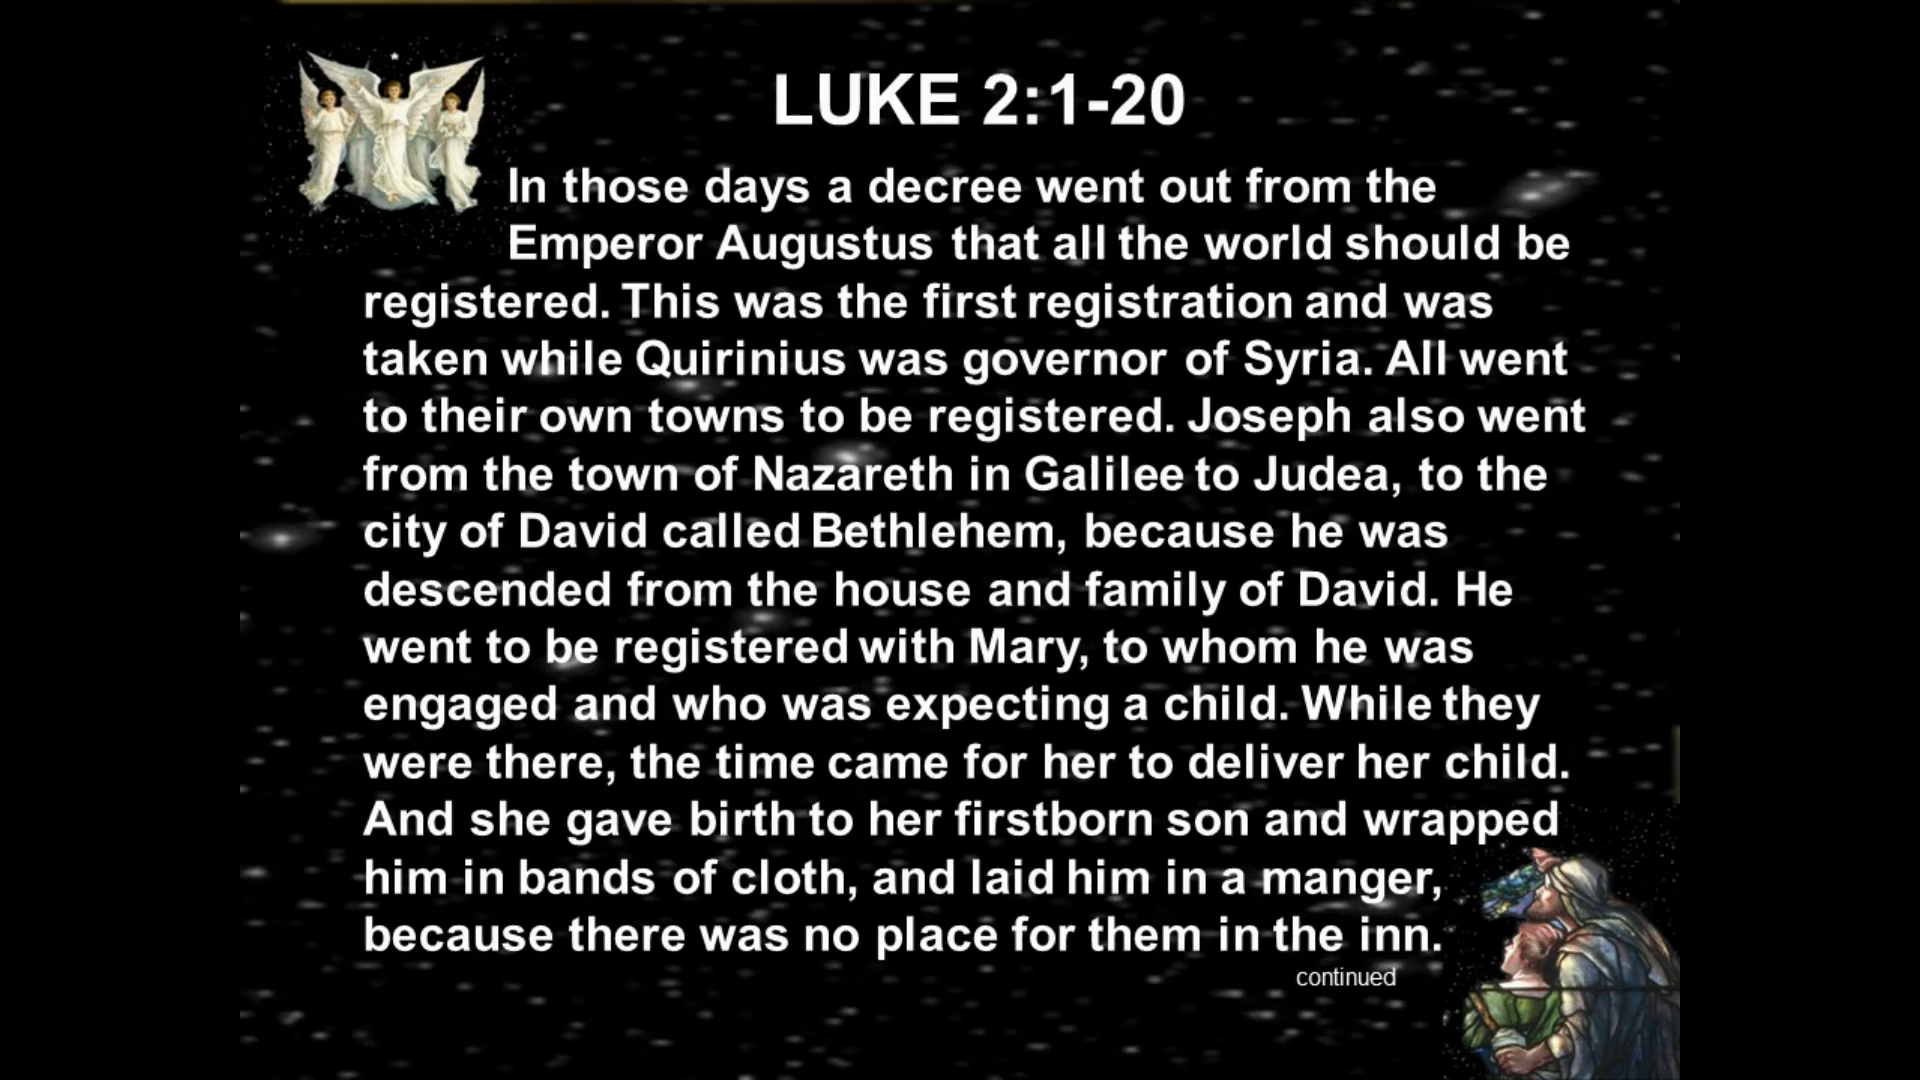 LUKE 2:1-20
In those days a decree went out from the
Emperor Augustus that all the world should be
registered. This was the first registration and was
taken while Quirinius was governor of Syria. All went
to their own towns to be registered. Joseph also went
from the town of Nazareth in Galilee to Judea, to the
city of David called Bethlehem, because he was
descended from the house and family of David. He
went to be registered with Mary, to whom he was
engaged and who was expecting a child. While they
were there, the time came for her to deliver her child.
And she gave birth to her firstborn son and wrapped
him in bands of cloth, and laid him in a manger,
because there was no place for them in the inn.
continued